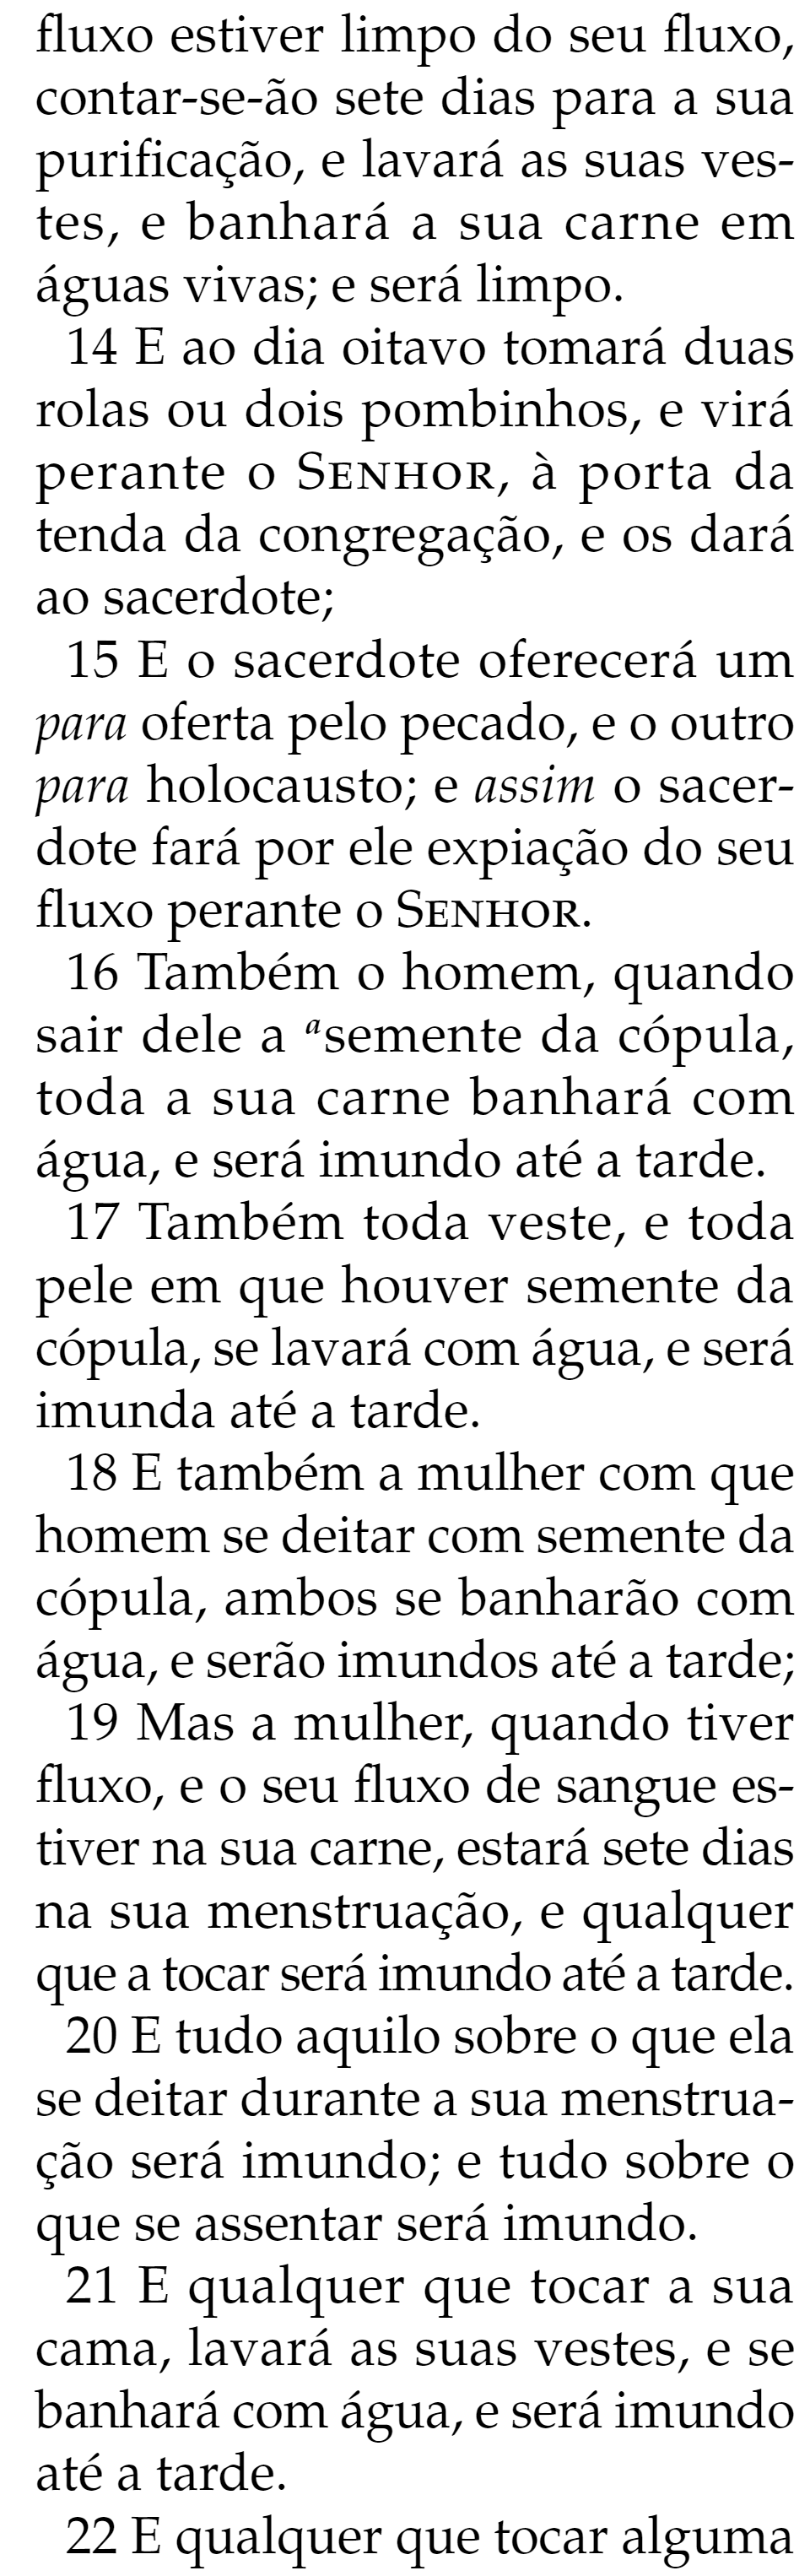 fluxo estiver limpo do seu fluxo,
contar-se-ão sete dias para a sua
purificação, e lavará as suas ves-
tes, e banhará a sua carne em
águas vivas; e será limpo.
14 E ao dia oitavo tomará duas
rolas ou dois pombinhos, e virá
perante o SENHOR, à porta da
tenda da congregação, e os dará
ao sacerdote;
15 E o sacerdote oferecerá um
para oferta pelo pecado, e o outro
para holocausto; e assim o sacer-
dote fará por ele expiação do seu
fluxo perante o SENHOR.
16 Também o homem, quando
sair dele a ᵃsemente da cópula,
toda a sua carne banhará com
água, e será imundo até a tarde.
17 Também toda veste, e toda
pele em que houver semente da
cópula, se lavará com água, e será
imunda até a tarde.
18 E também a mulher com que
homem se deitar com semente da
cópula, ambos se banharão com
água, e serão imundos até a tarde;
19 Mas a mulher, quando tiver
fluxo, e o seu fluxo de sangue es-
tiver na sua carne, estará sete dias
na sua menstruação, e qualquer
que a tocar será imundo até a tarde.
20 E tudo aquilo sobre o que ela
se deitar durante a sua menstrua-
ção será imundo; e tudo sobre o
que se assentar será imundo.
21 E qualquer que tocar a sua
cama, lavará as suas vestes, e se
banhará com água, e será imundo
até a tarde.
22 E qualquer que tocar alguma